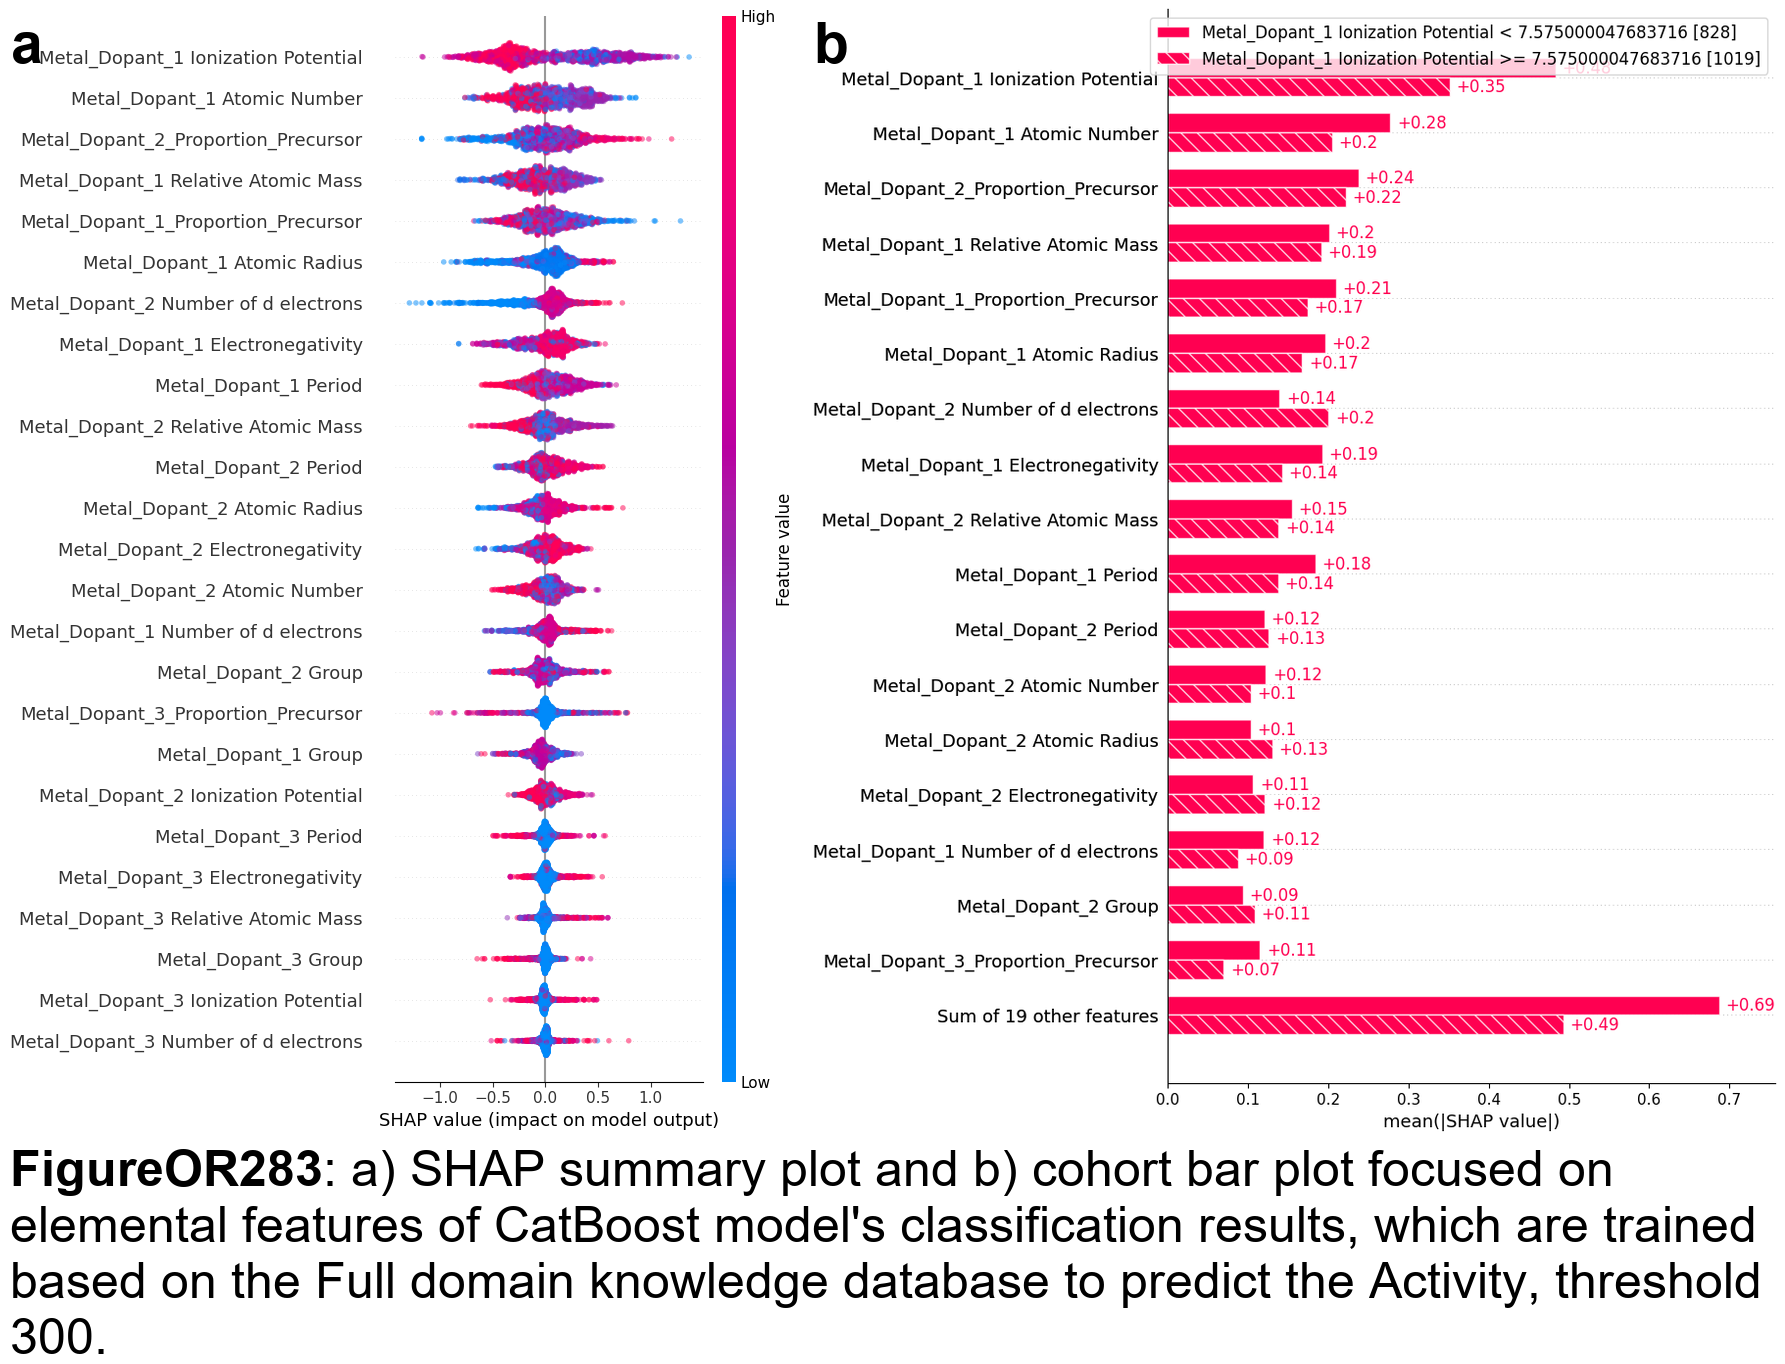 a
High
Metal_Dopant_1 Ionization Potential
Metal_Dopant_1 Atomic Number
Metal_Dopant_2_Proportion_Precursor
Metal_Dopant_1 Relative Atomic Mass
Metal_Dopant_1_Proportion_Precursor
Metal_Dopant_1 Atomic Radius
Metal_Dopant_2 Number of d electrons
Metal_Dopant_1 Electronegativity
Metal_Dopant_1 Period
Metal_Dopant_2 Relative Atomic Mass
Metal_Dopant_2 Period
Metal_Dopant_2 Atomic Radius
Metal_Dopant_2 Electronegativity
Metal_Dopant_2 Atomic Number
Metal_Dopant_1 Number of d electrons
Metal_Dopant_2 Group
Metal_Dopant_3_Proportion_Precursor
Metal_Dopant_1 Group
Metal_Dopant_2 Ionization Potential
Metal_Dopant_3 Period
Metal_Dopant_3 Electronegativity
Metal_Dopant_3 Relative Atomic Mass
Metal_Dopant_3 Group
Metal_Dopant_3 Ionization Potential
Metal_Dopant_3 Number of d electrons
Low
Feature value
−1.0 −0.5 0.0 0.5 1.0
SHAP value (impact on model output)
b
Metal_Dopant_1 Ionization Potential < 7.575000047683716 [828]
Metal_Dopant_1 Ionization Potential >= 7.575000047683716 [1019]
+0.48
Metal_Dopant_1 Ionization Potential
+0.35
+0.28
Metal_Dopant_1 Atomic Number
+0.2
+0.24
Metal_Dopant_2_Proportion_Precursor
+0.22
+0.2
Metal_Dopant_1 Relative Atomic Mass
+0.19
+0.21
Metal_Dopant_1_Proportion_Precursor
+0.17
+0.2
Metal_Dopant_1 Atomic Radius
+0.17
+0.14
Metal_Dopant_2 Number of d electrons
+0.2
+0.19
Metal_Dopant_1 Electronegativity
+0.14
+0.15
Metal_Dopant_2 Relative Atomic Mass
+0.14
+0.18
Metal_Dopant_1 Period
+0.14
+0.12
Metal_Dopant_2 Period
+0.13
+0.12
Metal_Dopant_2 Atomic Number
+0.1
+0.1
Metal_Dopant_2 Atomic Radius
+0.13
+0.11
Metal_Dopant_2 Electronegativity
+0.12
+0.12
Metal_Dopant_1 Number of d electrons
+0.09
+0.09
Metal_Dopant_2 Group
+0.11
+0.11
Metal_Dopant_3_Proportion_Precursor
+0.07
+0.69
Sum of 19 other features
+0.49
0.0 0.1 0.2 0.3 0.4 0.5 0.6 0.7
mean(|SHAP value|)
FigureOR283: a) SHAP summary plot and b) cohort bar plot focused on
elemental features of CatBoost model's classification results, which are trained
based on the Full domain knowledge database to predict the Activity, threshold
300.